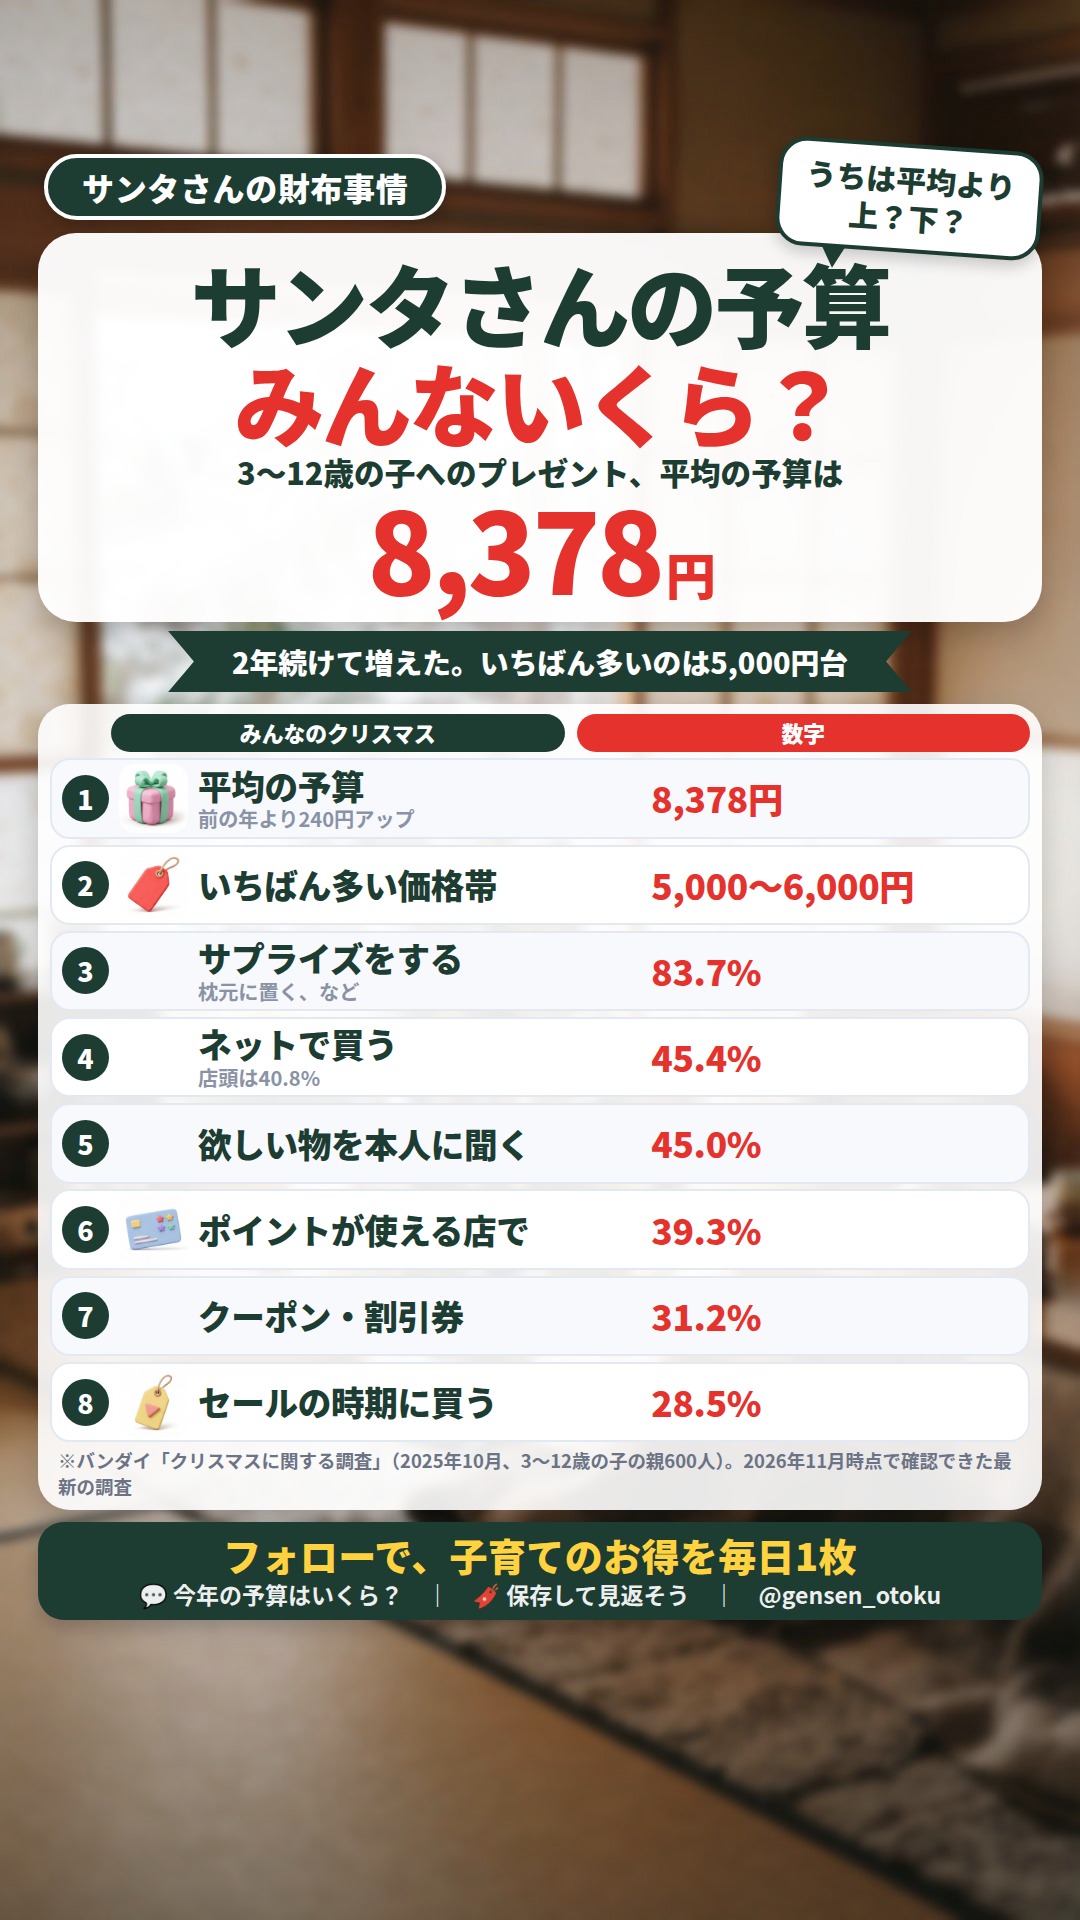 サンタさんの財布事情
うちは平均より
上？下？
サンタさんの予算
みんないくら？
3〜12歳の子へのプレゼント、平均の予算は
8,378円
2年続けて増えた。いちばん多いのは5,000円台
みんなのクリスマス 数字
1 平均の予算 8,378円
前の年より240円アップ
2 いちばん多い価格帯 5,000〜6,000円
3 サプライズをする 83.7%
枕元に置く、など
4 ネットで買う 45.4%
店頭は40.8%
5 欲しい物を本人に聞く 45.0%
6 ポイントが使える店で 39.3%
7 クーポン・割引券 31.2%
8 セールの時期に買う 28.5%
※バンダイ「クリスマスに関する調査」（2025年10月、3〜12歳の子の親600人）。2026年11月時点で確認できた最
新の調査
フォローで、子育てのお得を毎日1枚
💬 今年の予算はいくら？ ｜ 🔖 保存して見返そう ｜ @gensen_otoku